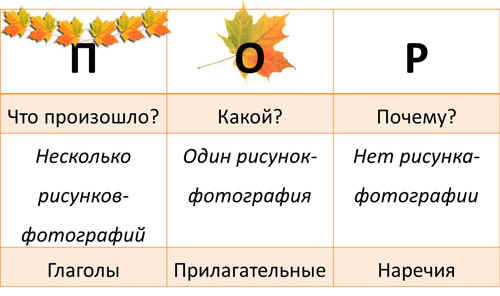 П О Р
Что произошло? Какой? Почему?
Несколько Один рисунок- Нет рисунка-
рисунков- фотография фотографии
фотографий
Глаголы Прилагательные Наречия